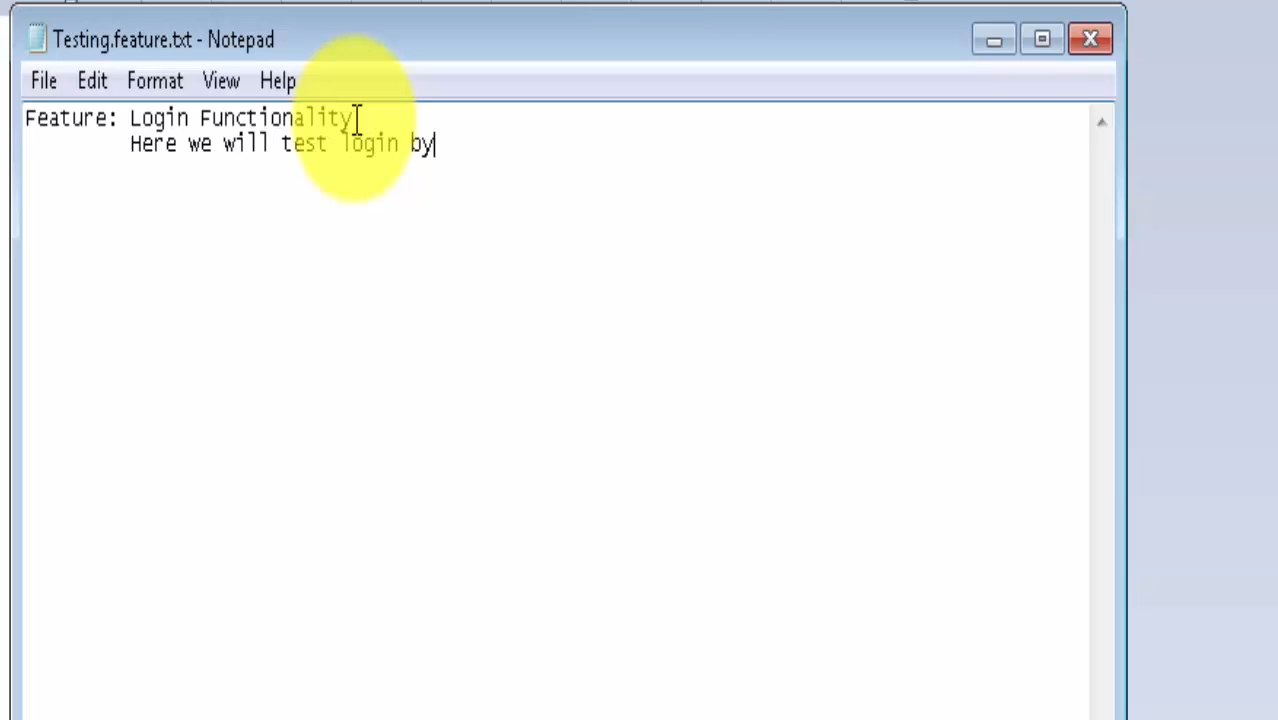 Testing.feature.txt - Notepad
File Edit Format View Help
Feature: Login Functionality
Here we will test login by